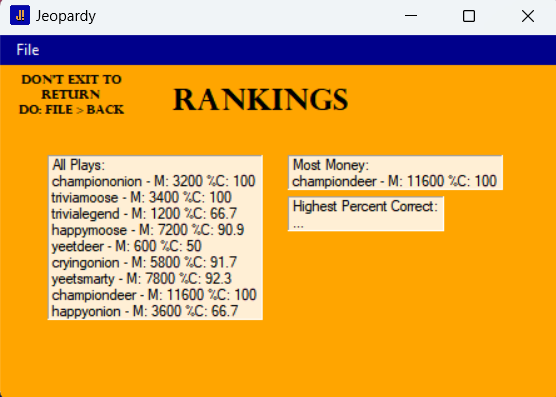 J! Jeopardy
File
DON'T EXIT TO
RETURN
DO: FILE > BACK
RANKINGS
All Plays:
championonion - M: 3200 %C: 100
triviamoose - M: 3400 %C: 100
trivialegend - M: 1200 %C: 66.7
happymoose - M: 7200 %C: 90.9
yeetdeer - M: 600 %C: 50
cryingonion - M: 5800 %C: 91.7
yeetsmarty - M: 7800 %C: 92.3
championdeer - M: 11600 %C: 100
happyonion - M: 3600 %C: 66.7
Most Money:
championdeer - M: 11600 %C: 100
Highest Percent Correct:
...